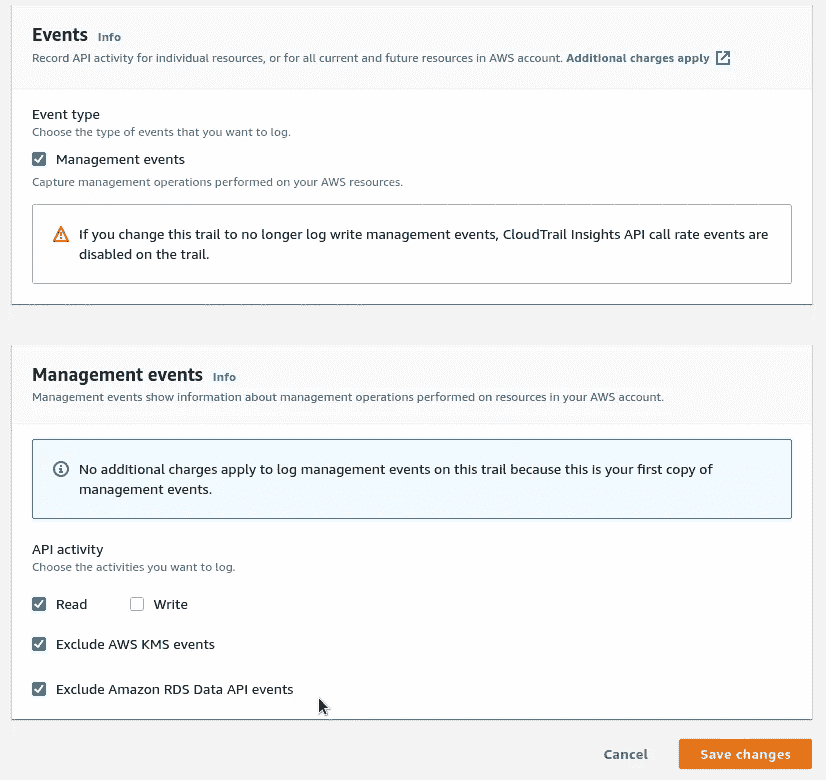 Events Info
Record API activity for individual resources, or for all current and future resources in AWS account. Additional charges apply
Event type
Choose the type of events that you want to log.
Management events
Capture management operations performed on your AWS resources.
If you change this trail to no longer log write management events, CloudTrail Insights API call rate events are
disabled on the trail.
Management events Info
Management events show information about management operations performed on resources in your AWS account.
No additional charges apply to log management events on this trail because this is your first copy of
management events.
API activity
Choose the activities you want to log.
Read Write
Exclude AWS KMS events
Exclude Amazon RDS Data API events
Cancel Save changes